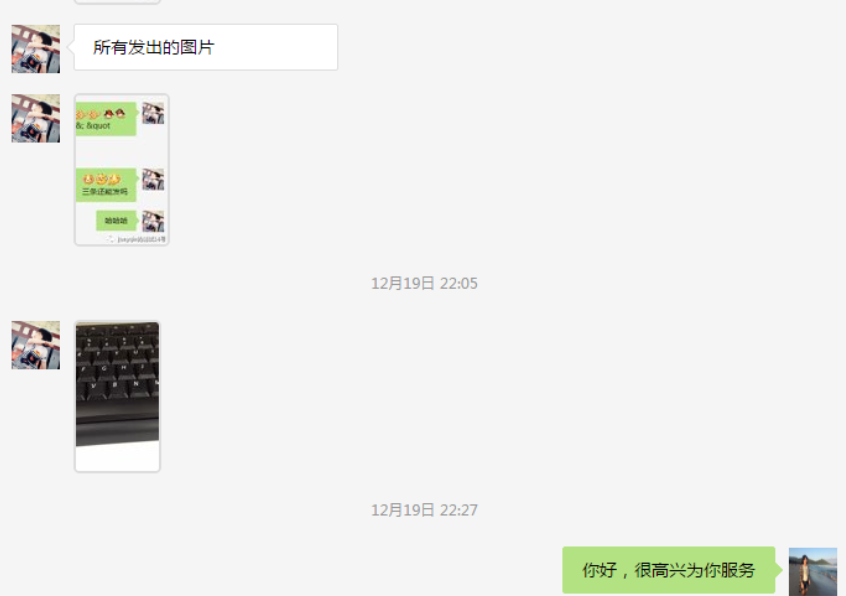 所有发出的图片
&; &quot
三条还能发吗
哈哈哈
12月19日 22:05
F G H J
V B N
12月19日 22:27
你好，很高兴为你服务